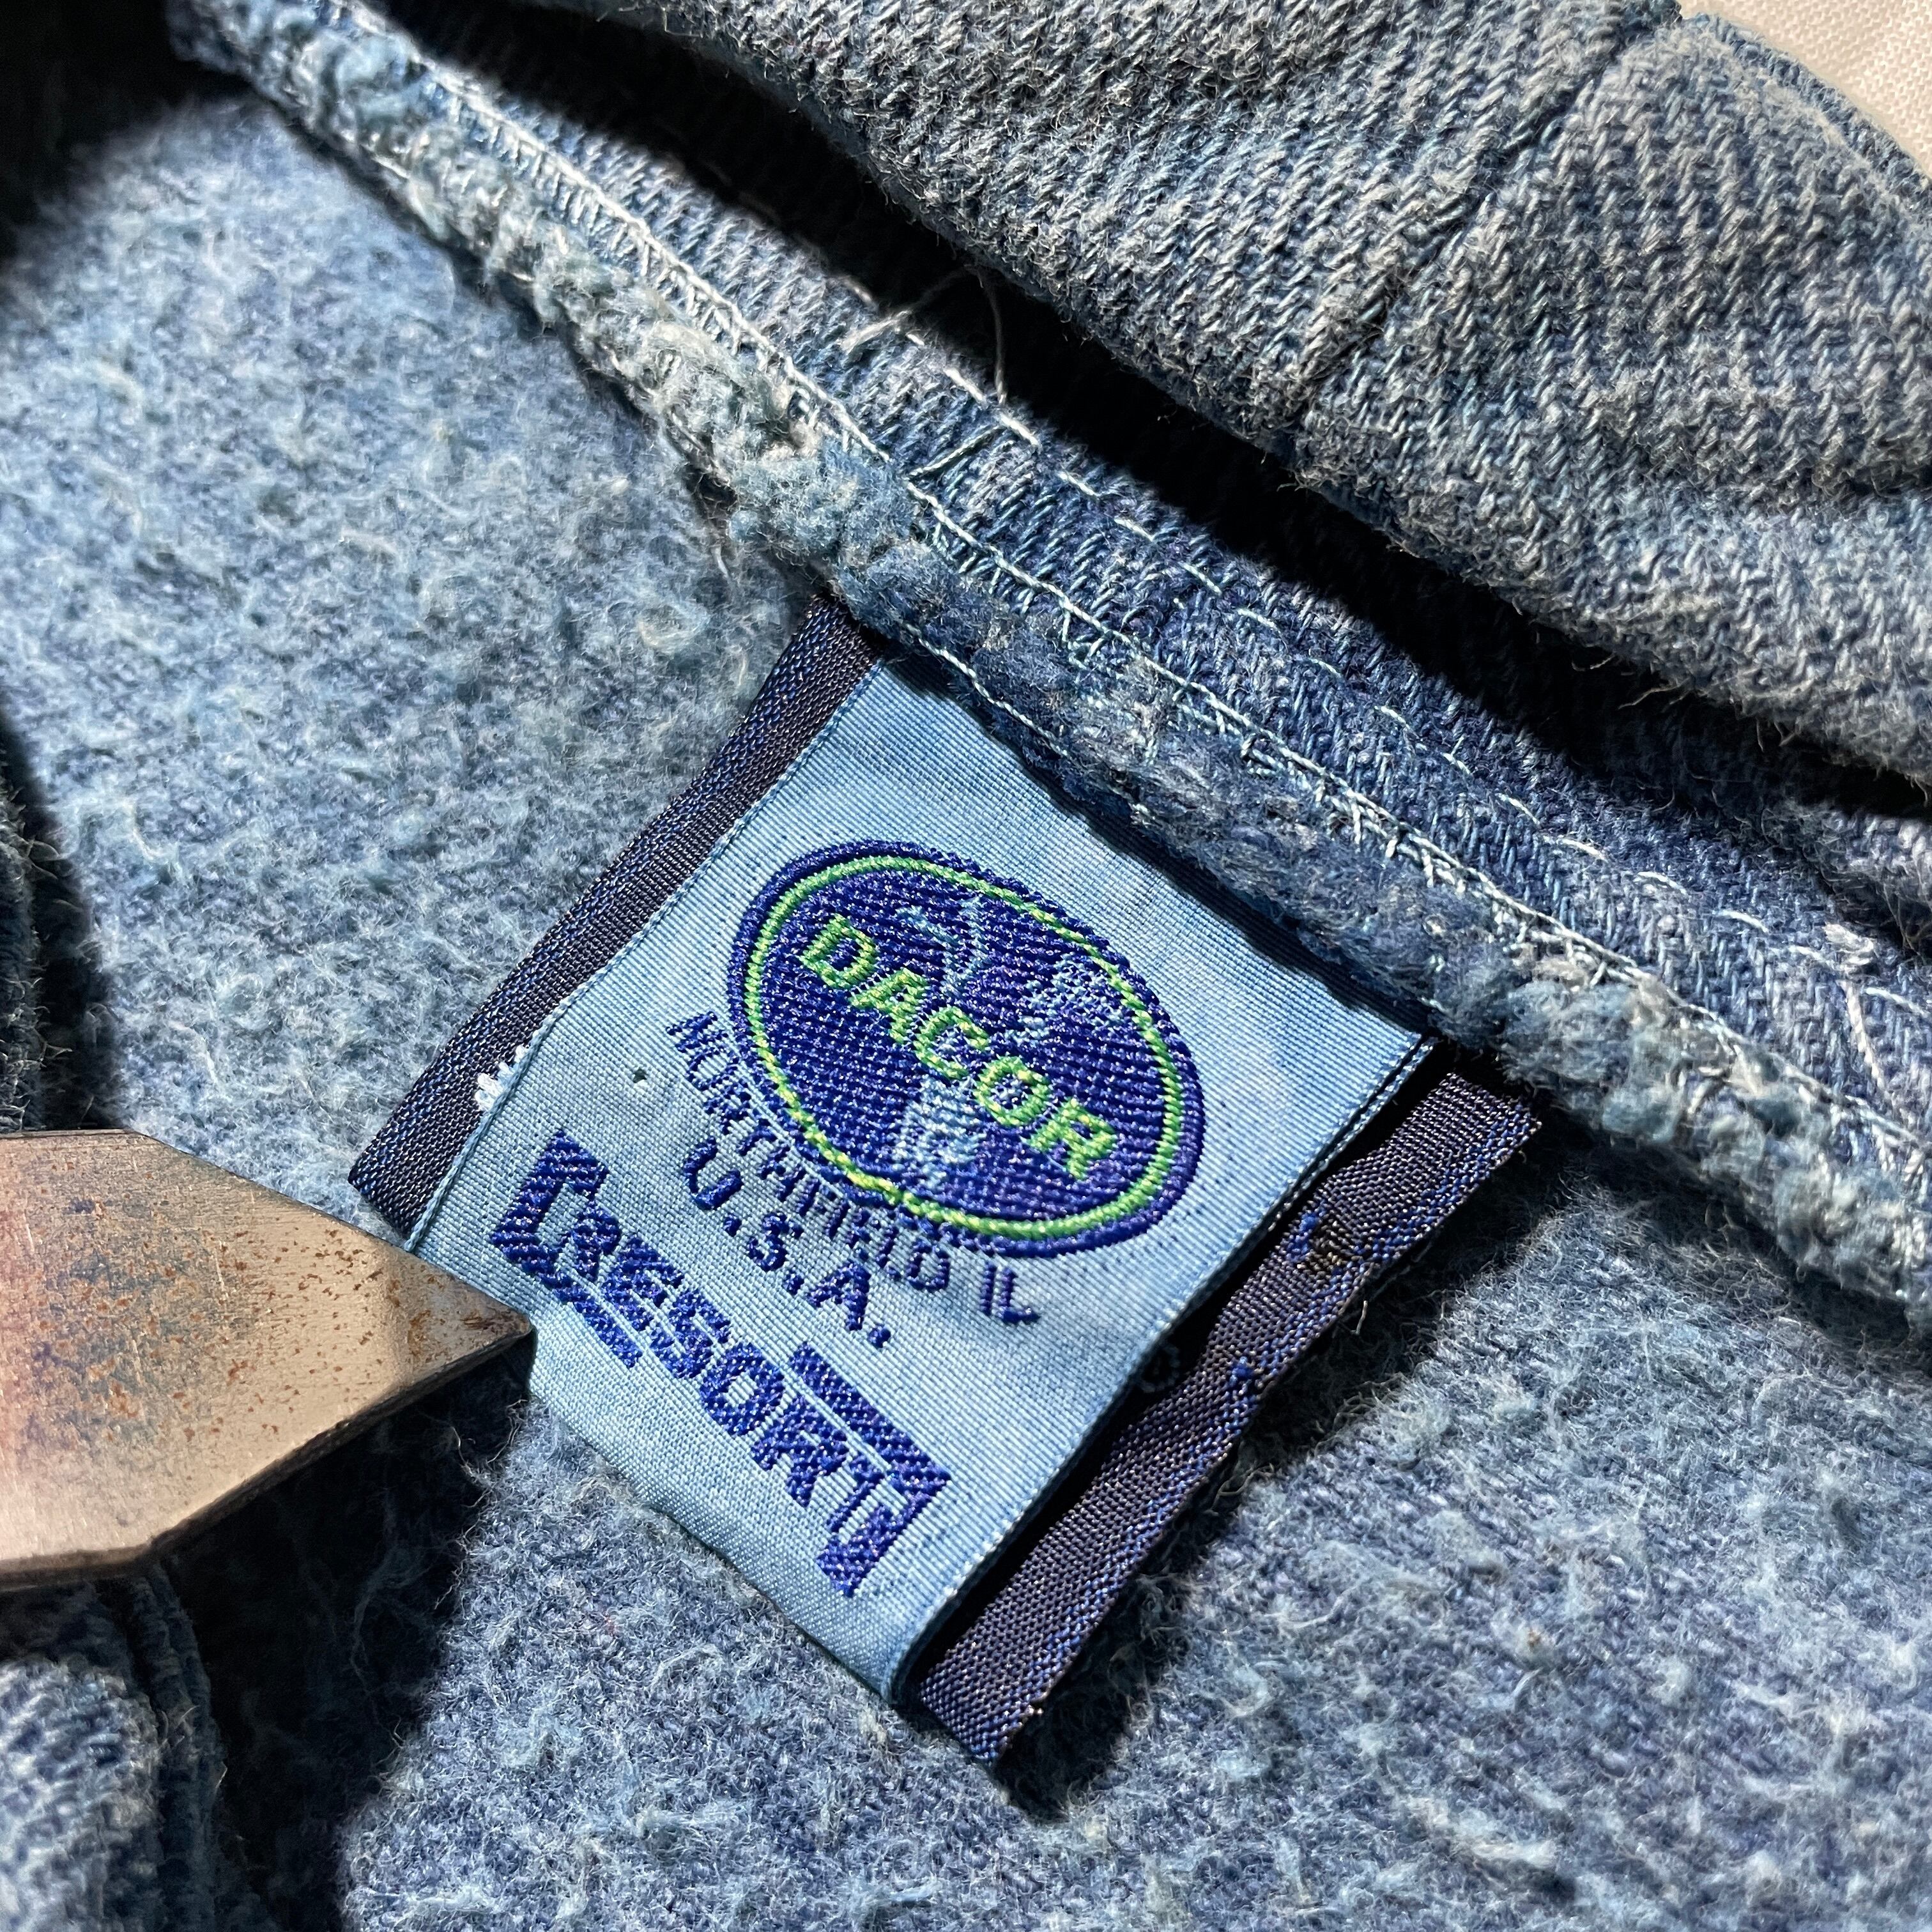 DACOR
NORTHFIELD IL
U.S.A.
RESORT